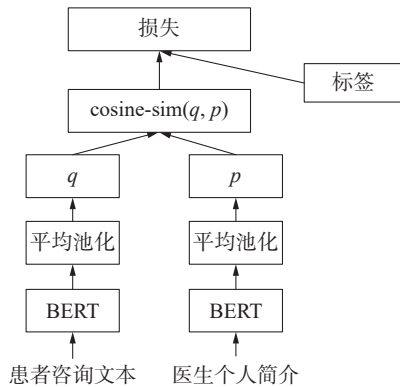 损失
标签
cosine-sim(q, p)
q
p
平均池化
平均池化
BERT
BERT
患者咨询文本
医生个人简介